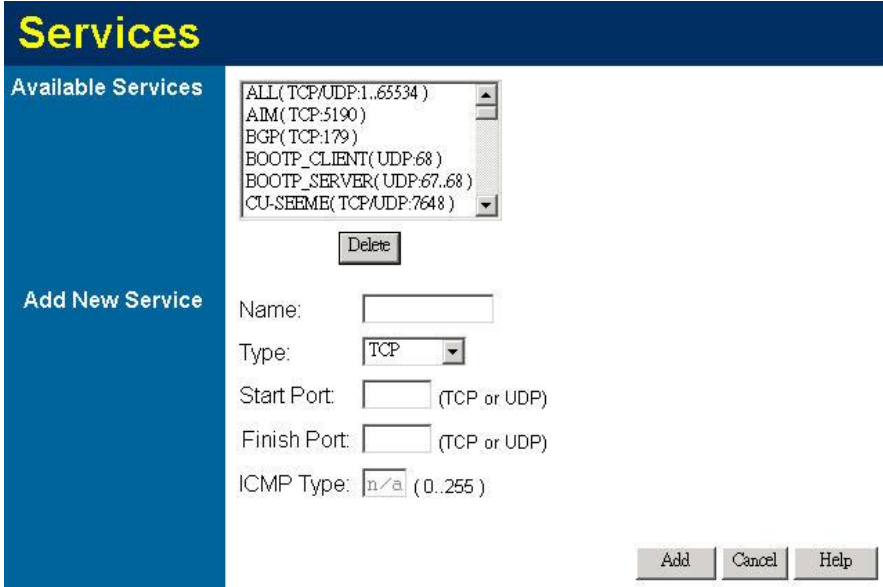 Services
Available Services
ALL( TCP/UDP:1..65534 )
AIM( TCP:5190 )
BGP( TCP:179 )
BOOTP_CLIENT( UDP:68 )
BOOTP_SERVER( UDP:67..68 )
CU-SEEME( TCP/UDP:7648 )
Delete
Add New Service
Name:
Type: TCP
Start Port: (TCP or UDP)
Finish Port: (TCP or UDP)
ICMP Type: n/a ( 0..255 )
Add Cancel Help